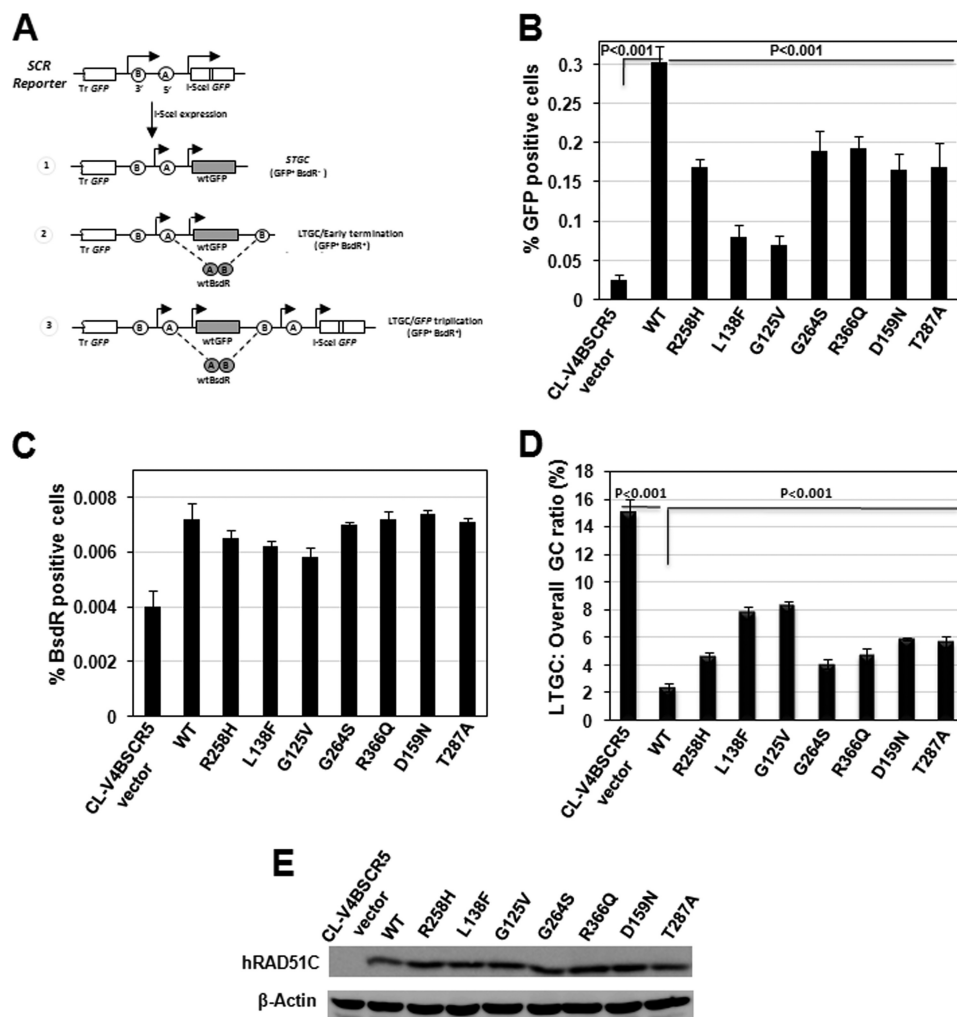 A
SCR
Reporter
B
A
Tr GFP
3'
5'
I-SceI GFP
I-SceI expression
1
B
A
STGC
(GFP⁺ BsdR⁻)
Tr GFP
wtGFP
2
B
A
B
LTGC/Early termination
(GFP⁺ BsdR⁺)
Tr GFP
wtGFP
A B
wtBsdR
3
B
A
B
A
LTGC/GFP triplication
(GFP⁺ BsdR⁺)
Tr GFP
wtGFP
I-SceI GFP
A B
wtBsdR
B
% GFP positive cells
P<0.001
P<0.001
0.3
0.25
0.2
0.15
0.1
0.05
0
CL-V4BSCR5
vector
WT
R258H
L138F
G125V
G264S
R366Q
D159N
T287A
C
% BsdR positive cells
0.008
0.006
0.004
0.002
0
CL-V4BSCR5
vector
WT
R258H
L138F
G125V
G264S
R366Q
D159N
T287A
D
LTGC: Overall GC ratio (%)
P<0.001
P<0.001
18
16
14
12
10
8
6
4
2
0
CL-V4BSCR5
vector
WT
R258H
L138F
G125V
G264S
R366Q
D159N
T287A
E
CL-V4BSCR5
vector
WT
R258H
L138F
G125V
G264S
R366Q
D159N
T287A
hRAD51C
β-Actin